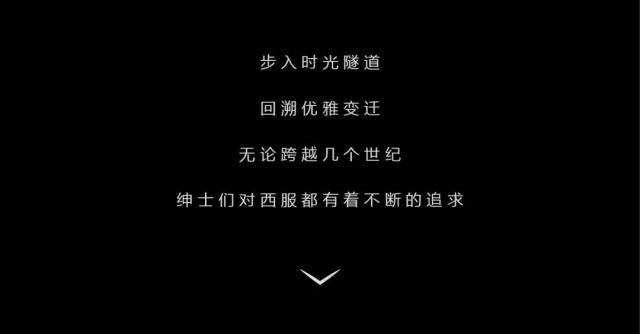 步入时光隧道
回溯优雅变迁
无论跨越几个世纪
绅士们对西服都有着不断的追求